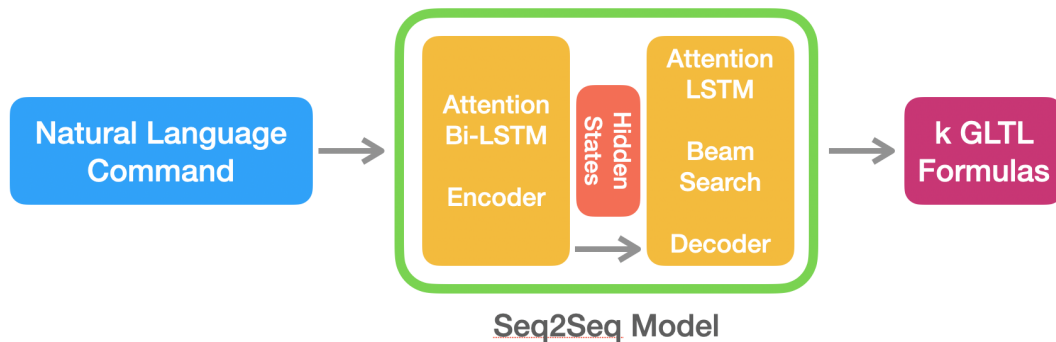 Natural Language
Command
Attention
Bi-LSTM
Encoder
Hidden
States
Attention
LSTM
Beam
Search
Decoder
k GLTL
Formulas
Seq2Seq Model